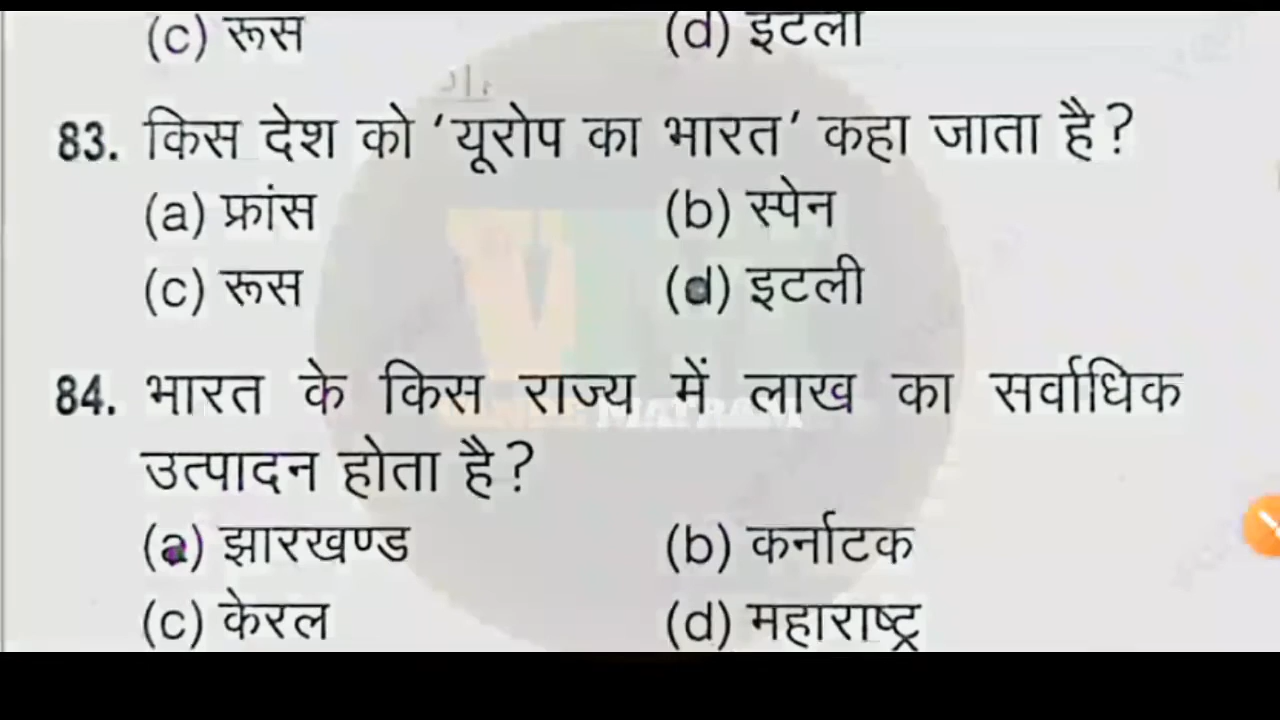 (c) रूस (d) इटली
83. किस देश को ‘यूरोप का भारत’ कहा जाता है?
(a) फ्रांस (b) स्पेन
(c) रूस (d) इटली
84. भारत के किस राज्य में लाख का सर्वाधिक
उत्पादन होता है?
(a) झारखण्ड (b) कर्नाटक
(c) केरल (d) महाराष्ट्र